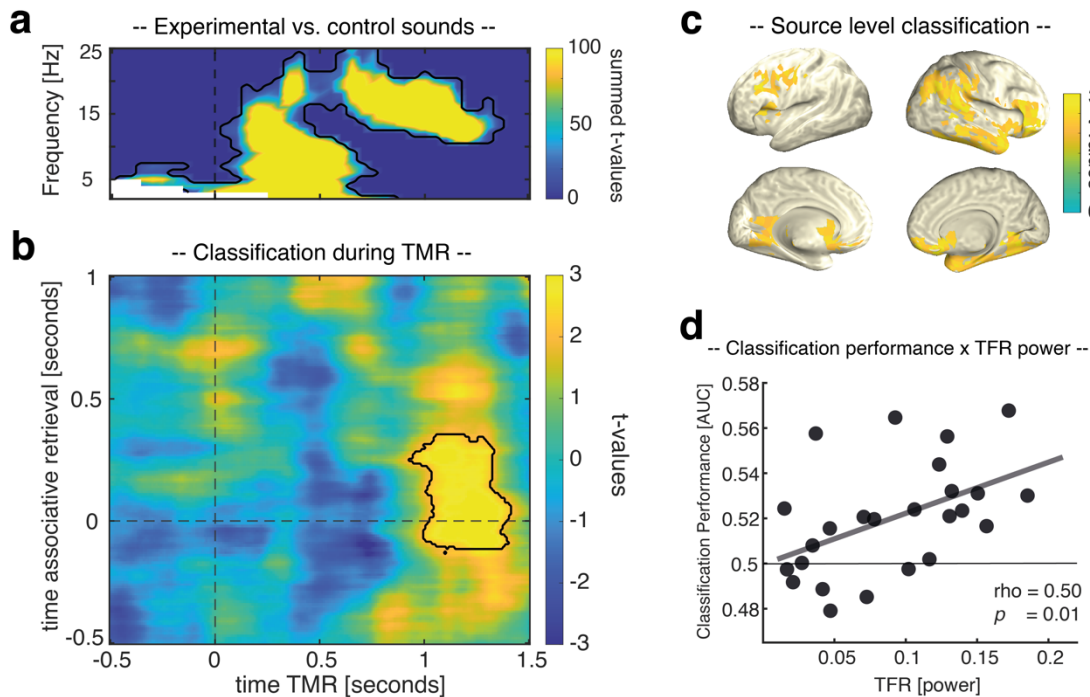 a
-- Experimental vs. control sounds --
Frequency [Hz]
25
15
5
100
50
0
summed t-values
b
-- Classification during TMR --
time associative retrieval [seconds]
1
0.5
0
-0.5
-0.5
0
0.5
1
1.5
time TMR [seconds]
3
2
1
0
-1
-2
-3
t-values
c
-- Source level classification --
d
-- Classification performance x TFR power --
Classification Performance [AUC]
0.58
0.56
0.54
0.52
0.5
0.48
0.05
0.1
0.15
0.2
TFR [power]
rho = 0.50
p = 0.01